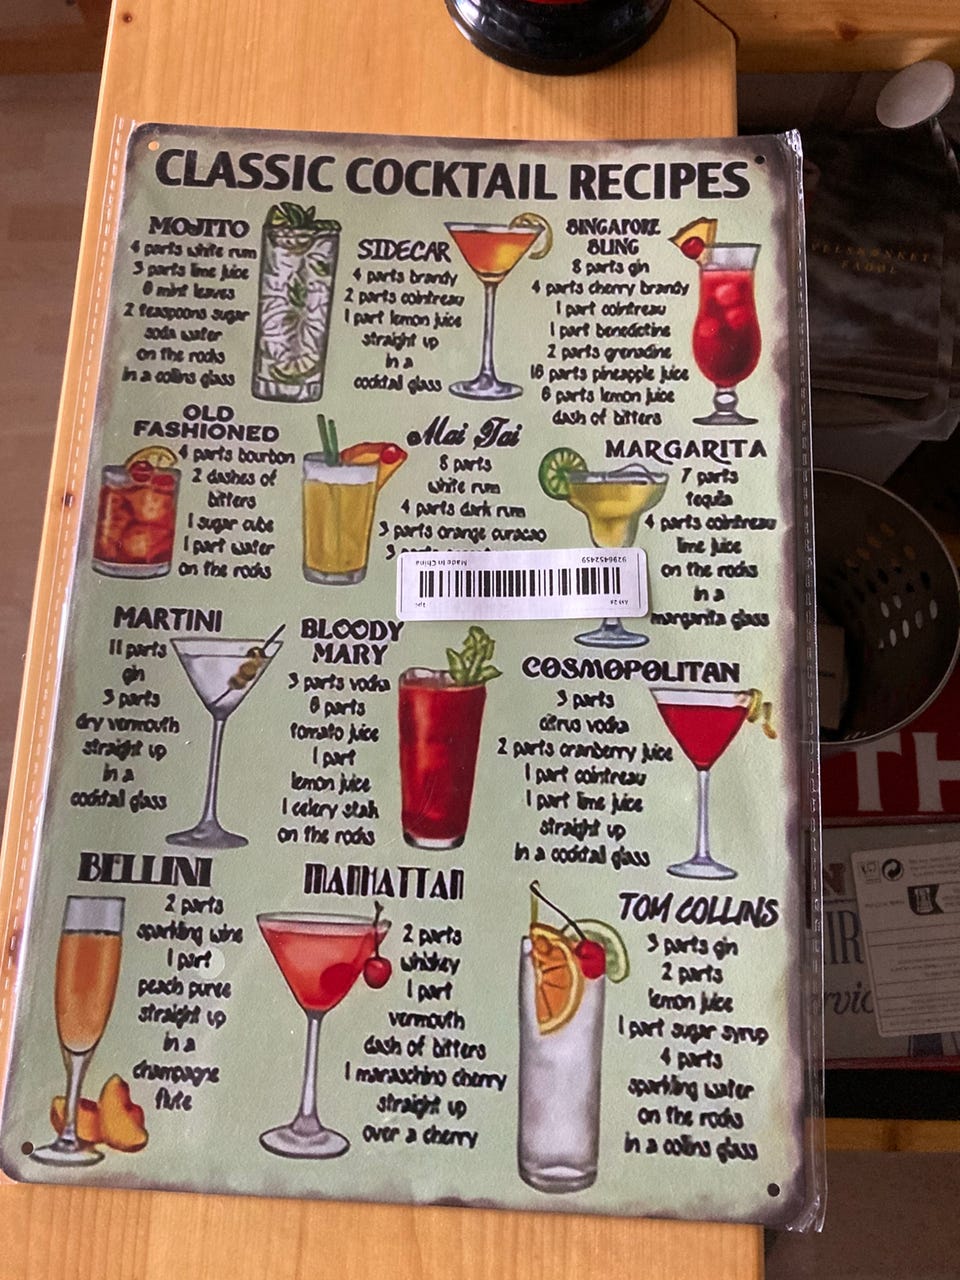 CLASSIC COCKTAIL RECIPES
MOJITO
4 parts white rum
3 parts lime juice
6 mint leaves
2 teaspoons sugar
soda water
on the rocks
in a collins glass
SIDECAR
4 parts brandy
2 parts cointreau
1 part lemon juice
straight up
in a
cocktail glass
SINGAPORE
SLING
8 parts gin
4 parts cherry brandy
1 part cointreau
1 part benedictine
2 parts grenadine
16 parts pineapple juice
6 parts lemon juice
dash of bitters
OLD
FASHIONED
4 parts bourbon
2 dashes of
bitters
1 sugar cube
1 part water
on the rocks
Mai Tai
8 parts
white rum
4 parts dark rum
3 parts orange curacao
3
Made in China
9296452459
MARGARITA
7 parts
tequila
4 parts cointreau
lime juice
on the rocks
in a
margarita glass
MARTINI
11 parts
gin
3 parts
dry vermouth
straight up
in a
cocktail glass
BLOODY
MARY
3 parts vodka
6 parts
tomato juice
1 part
lemon juice
1 celery stalk
on the rocks
COSMOPOLITAN
3 parts
citrus vodka
2 parts cranberry juice
1 part cointreau
1 part lime juice
straight up
in a cocktail glass
BELLINI
2 parts
sparkling wine
1 part
peach puree
straight up
in a
champagne
flute
MANHATTAN
2 parts
whiskey
1 part
vermouth
dash of bitters
1 maraschino cherry
straight up
over a cherry
TOM COLLINS
3 parts gin
2 parts
lemon juice
1 part sugar syrup
4 parts
sparkling water
on the rocks
in a collins glass
TH